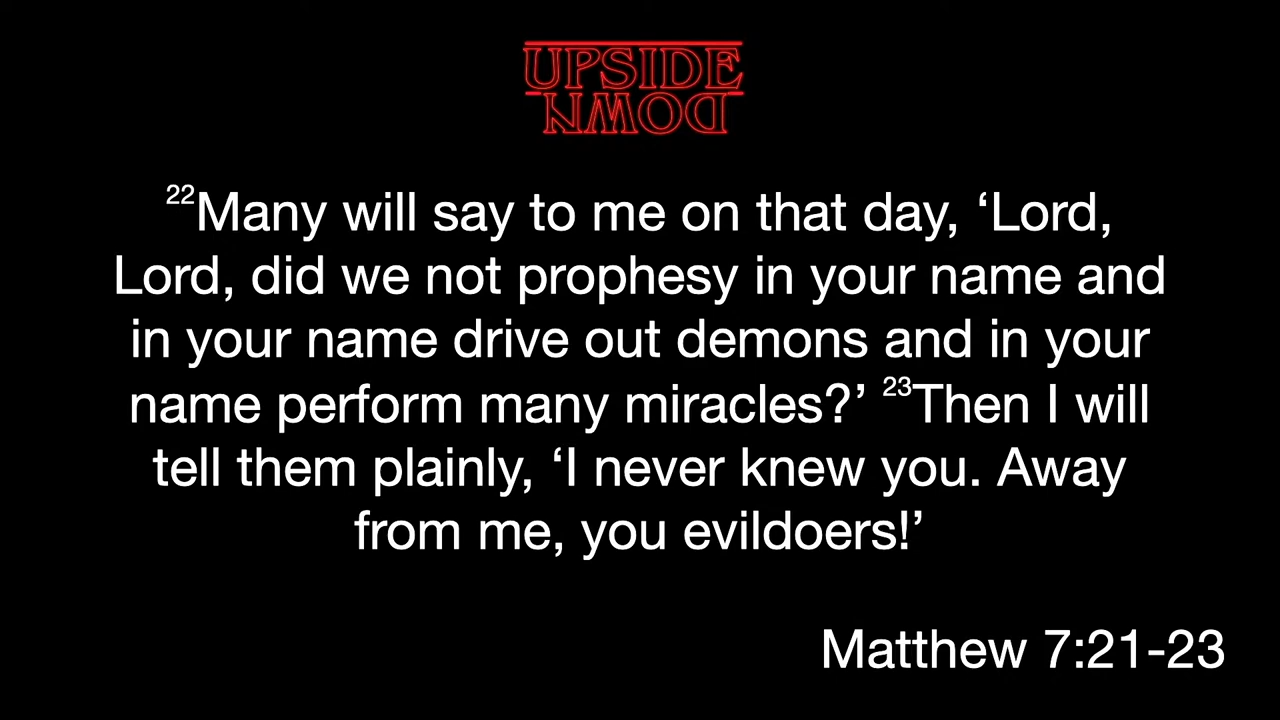 UPSIDE
DOWN
22Many will say to me on that day, ‘Lord,
Lord, did we not prophesy in your name and
in your name drive out demons and in your
name perform many miracles?’ 23Then I will
tell them plainly, ‘I never knew you. Away
from me, you evildoers!’
Matthew 7:21-23